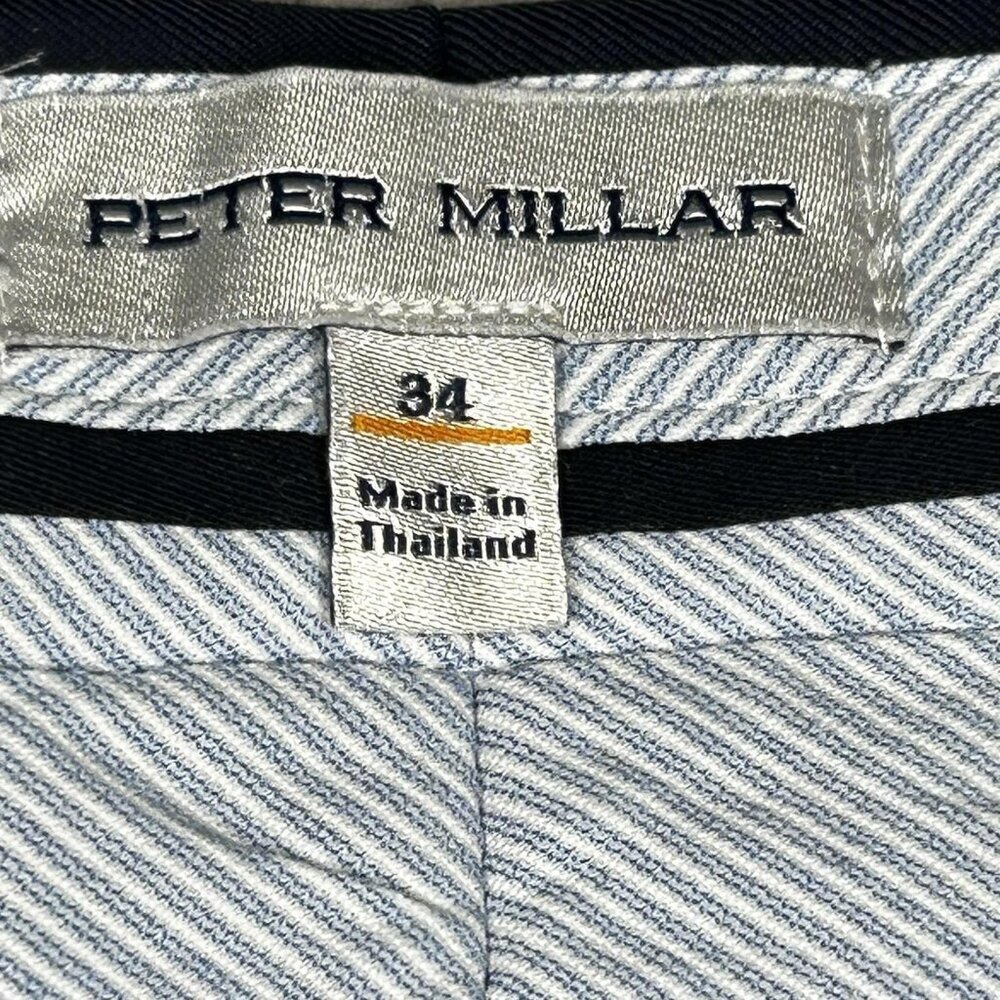 PETER MILLAR
34
Made in
Thailand